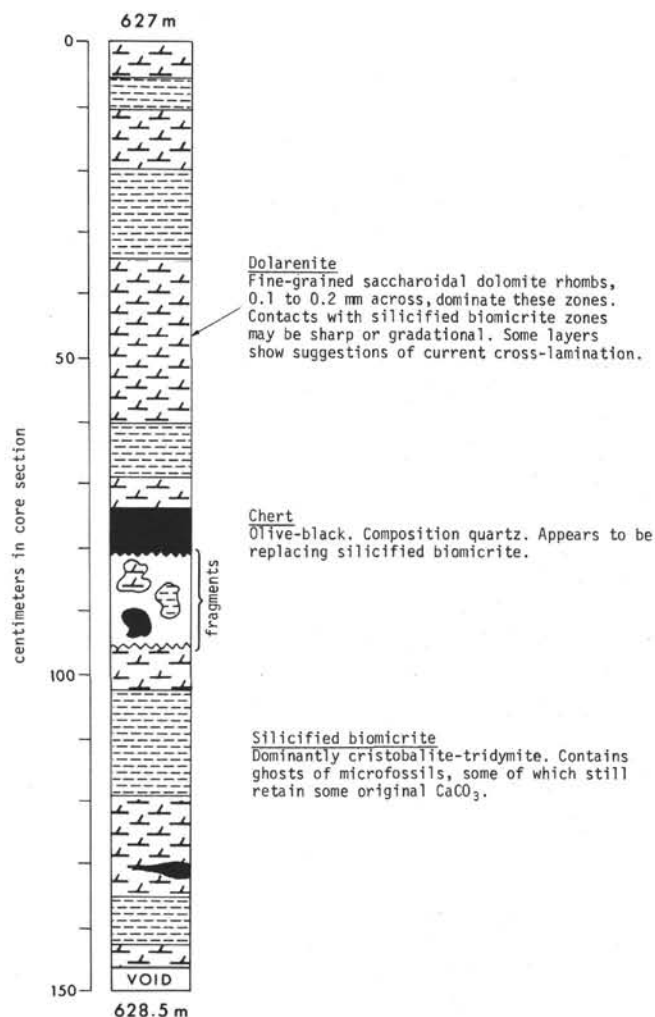 627 m
0
50
100
150
centimeters in core section
Dolarenite
Fine-grained saccharoidal dolomite rhombs,
0.1 to 0.2 mm across, dominate these zones.
Contacts with silicified biomicrite zones
may be sharp or gradational. Some layers
show suggestions of current cross-lamination.
Chert
Olive-black. Composition quartz. Appears to be
replacing silicified biomicrite.
fragments
Silicified biomicrite
Dominantly cristobalite-tridymite. Contains
ghosts of microfossils, some of which still
retain some original CaCO₃.
VOID
628.5 m